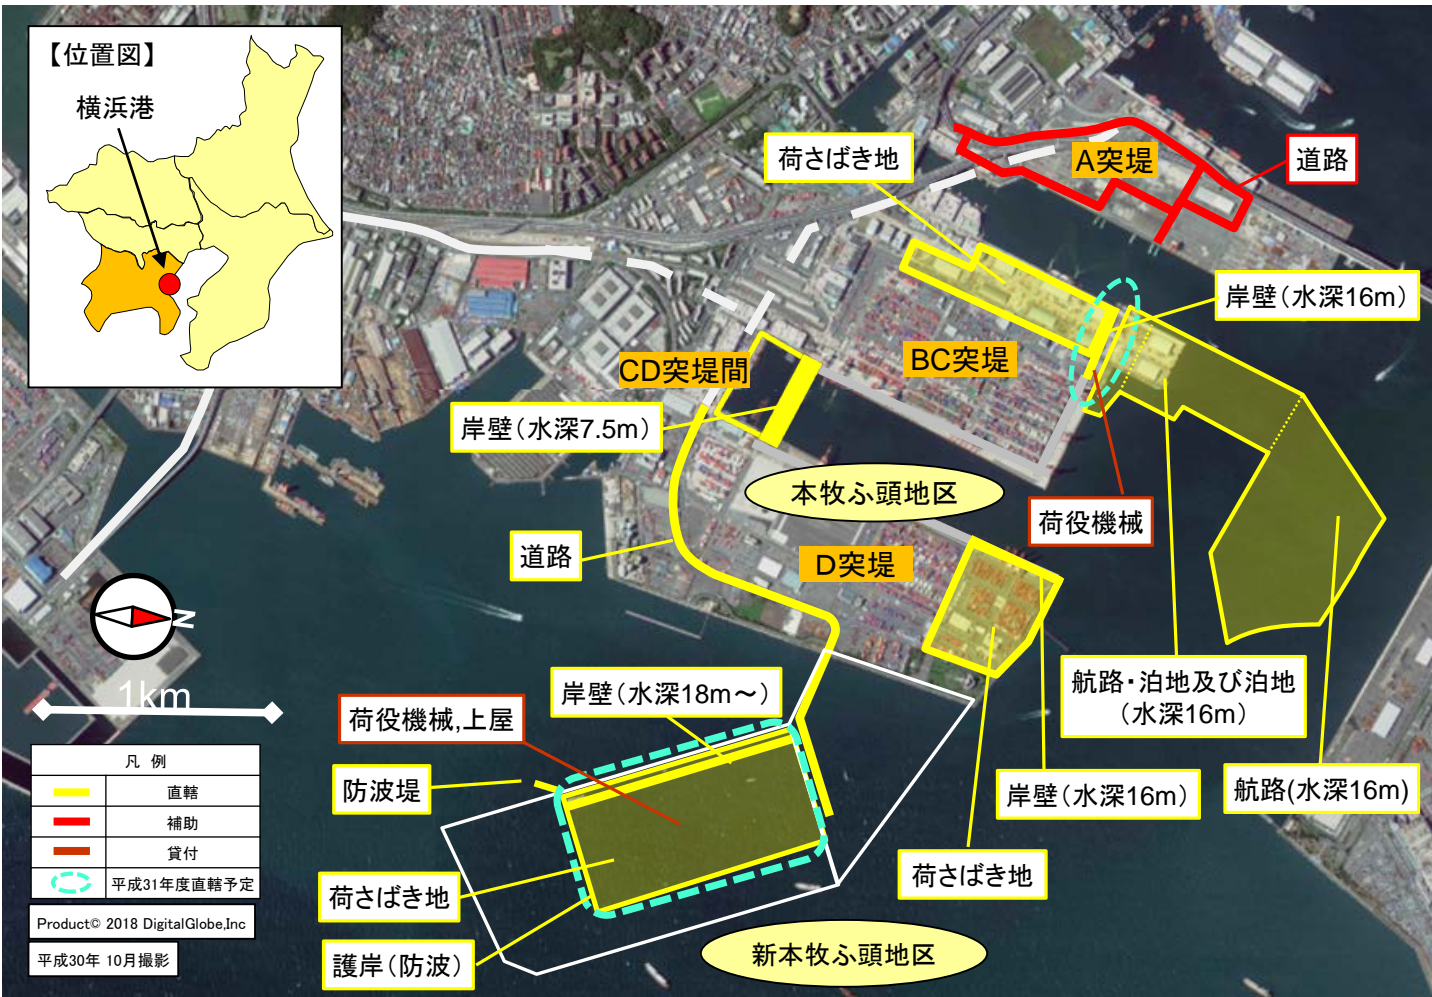 【位置図】
横浜港
荷さばき地
A突堤
道路
岸壁（水深16m）
BC突堤
CD突堤間
岸壁（水深7.5m）
本牧ふ頭地区
荷役機械
道路
D突堤
N
1km
岸壁（水深18m～）
荷役機械,上屋
航路・泊地及び泊地
（水深16m）
防波堤
岸壁（水深16m）
航路(水深16m)
荷さばき地
荷さばき地
護岸（防波）
新本牧ふ頭地区
凡 例
直轄
補助
貸付
平成31年度直轄予定
Product© 2018 DigitalGlobe,Inc
平成30年 10月撮影